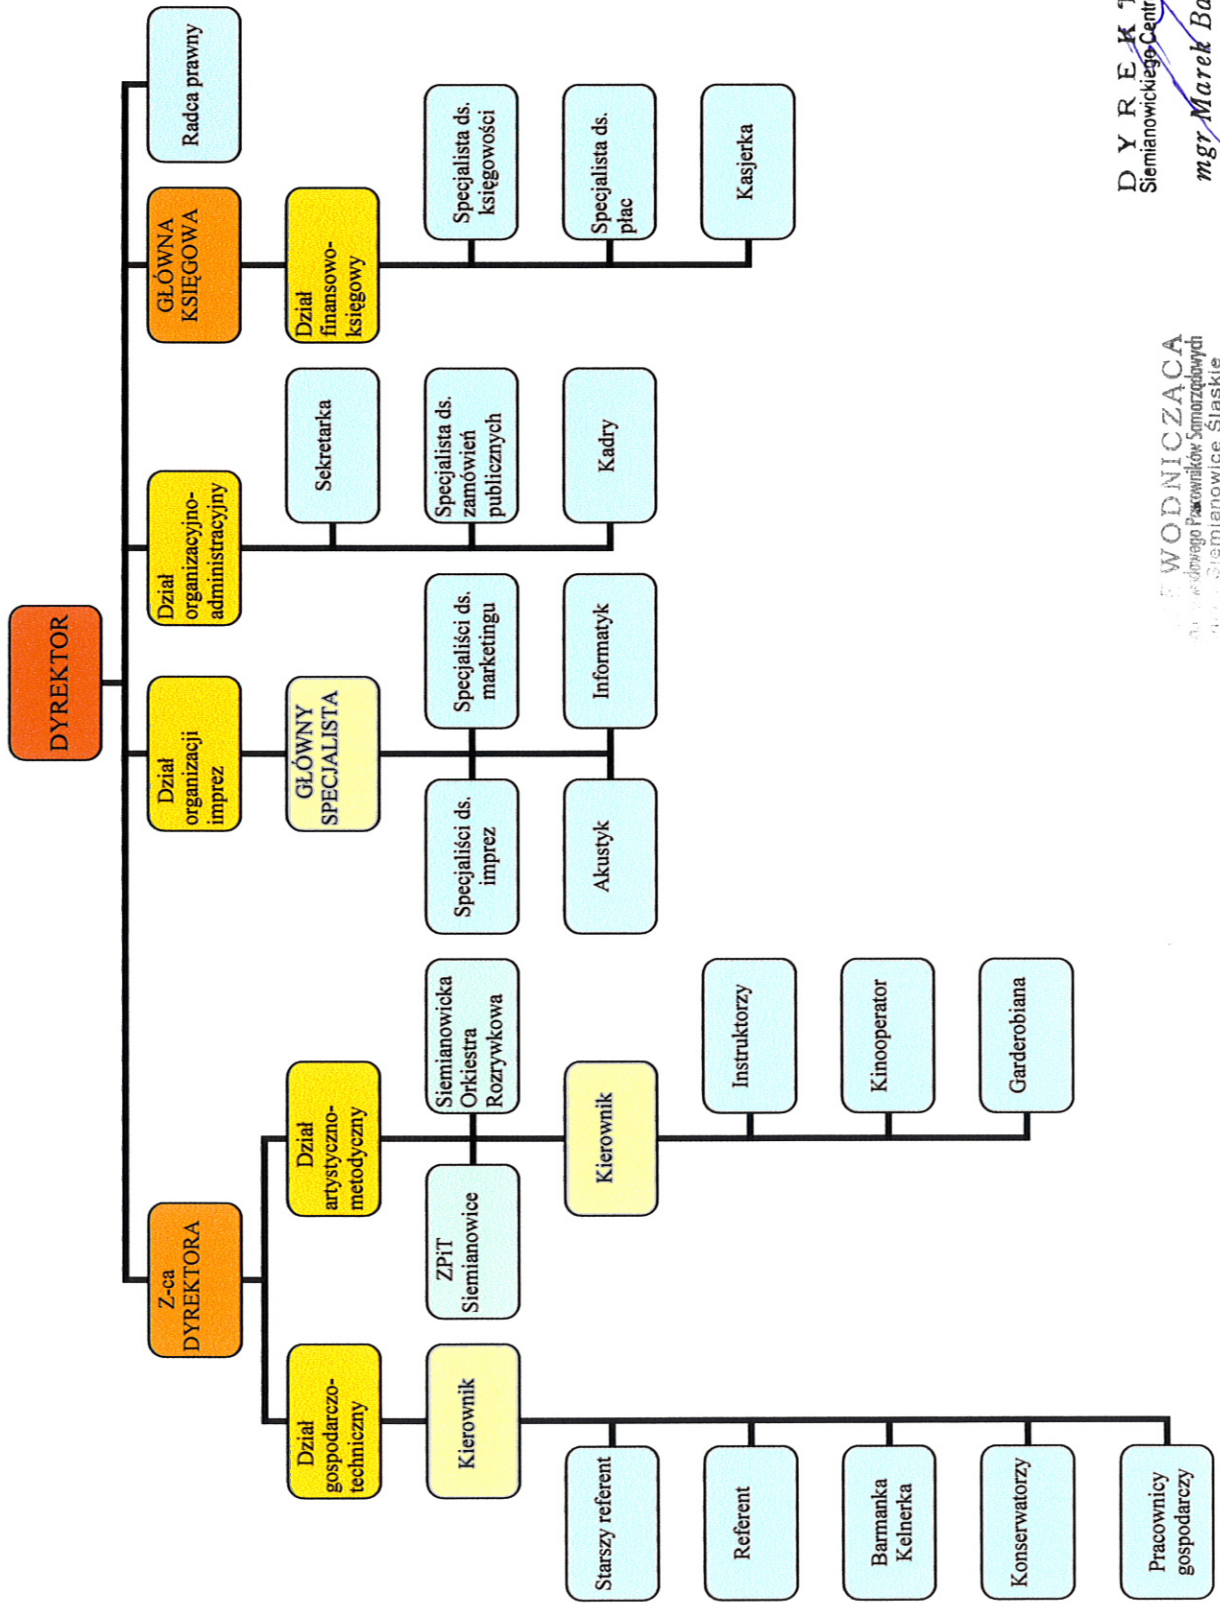 DYREKTOR
Z-ca
DYREKTORA
Dział
organizacji
imprez
Dział
organizacyjno-
administracyjny
GŁÓWNA
KSIĘGOWA
Radca prawny
Dział
gospodarczo-
techniczny
Dział
artystyczno-
metodyczny
GŁÓWNY
SPECJALISTA
Sekretarka
Dział
finansowo-
księgowy
Kierownik
ZPiT
Siemianowice
Siemianowicka
Orkiestra
Rozrywkowa
Specjaliści ds.
imprez
Specjaliści ds.
marketingu
Specjalista ds.
zamówień
publicznych
Specjalista ds.
księgowości
Starszy referent
Kierownik
Akustyk
Informatyk
Kadry
Specjalista ds.
płac
Referent
Instruktorzy
Kasjerka
Barmanka
Kelnerka
Kinooperator
Konserwatorzy
Garderobiana
Pracownicy
gospodarczy
WODNICZĄCA
Pracowników Samorządowych
Siemianowice Śląskie
DYREKT
Siemianowickiego Centr
mgr Marek Ba